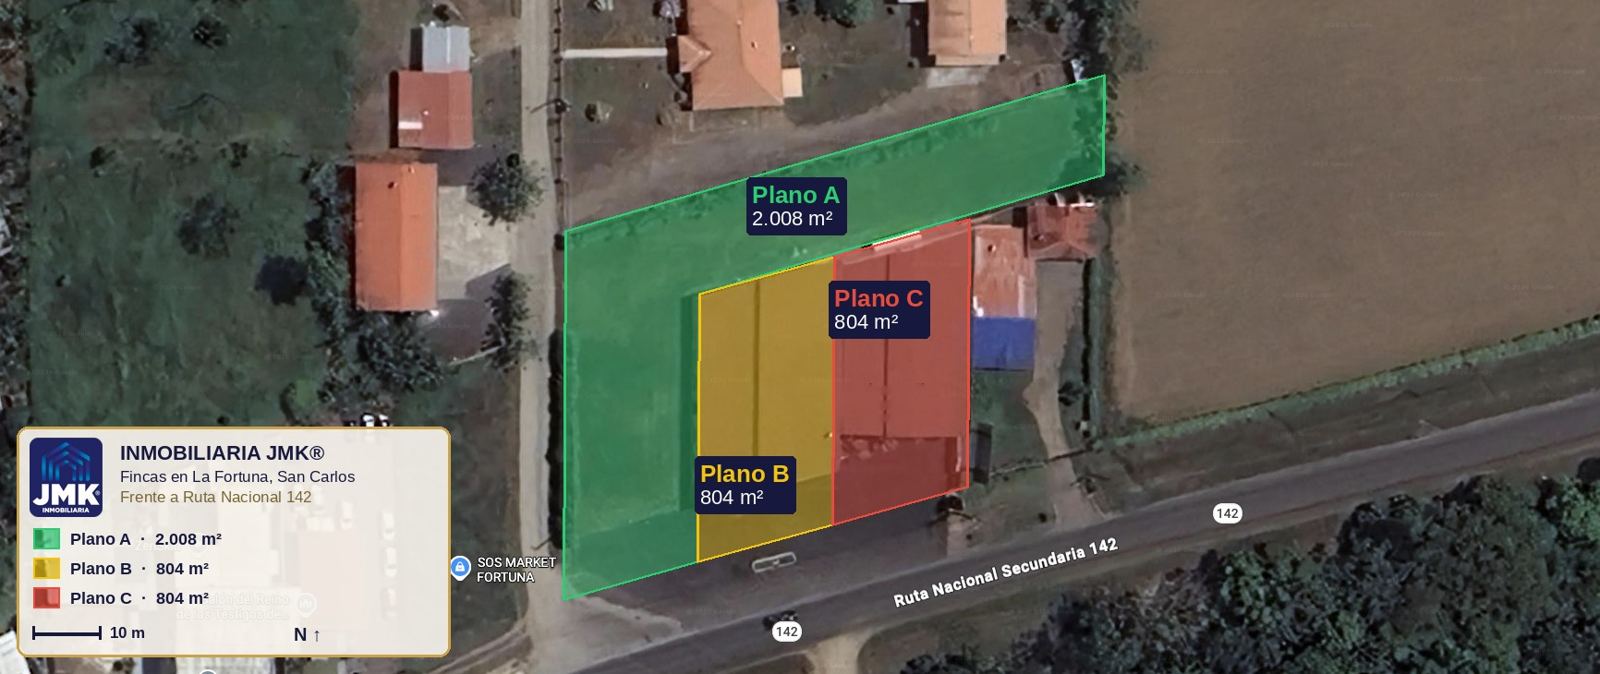 Plano A
2.008 m²
Plano C
804 m²
Plano B
804 m²
INMOBILIARIA JMK®
Fincas en La Fortuna, San Carlos
Frente a Ruta Nacional 142
JMK®
INMOBILIARIA
Plano A · 2.008 m²
Plano B · 804 m²
Plano C · 804 m²
10 m
N ↑
SOS MARKET
FORTUNA
142
Ruta Nacional Secundaria 142
142